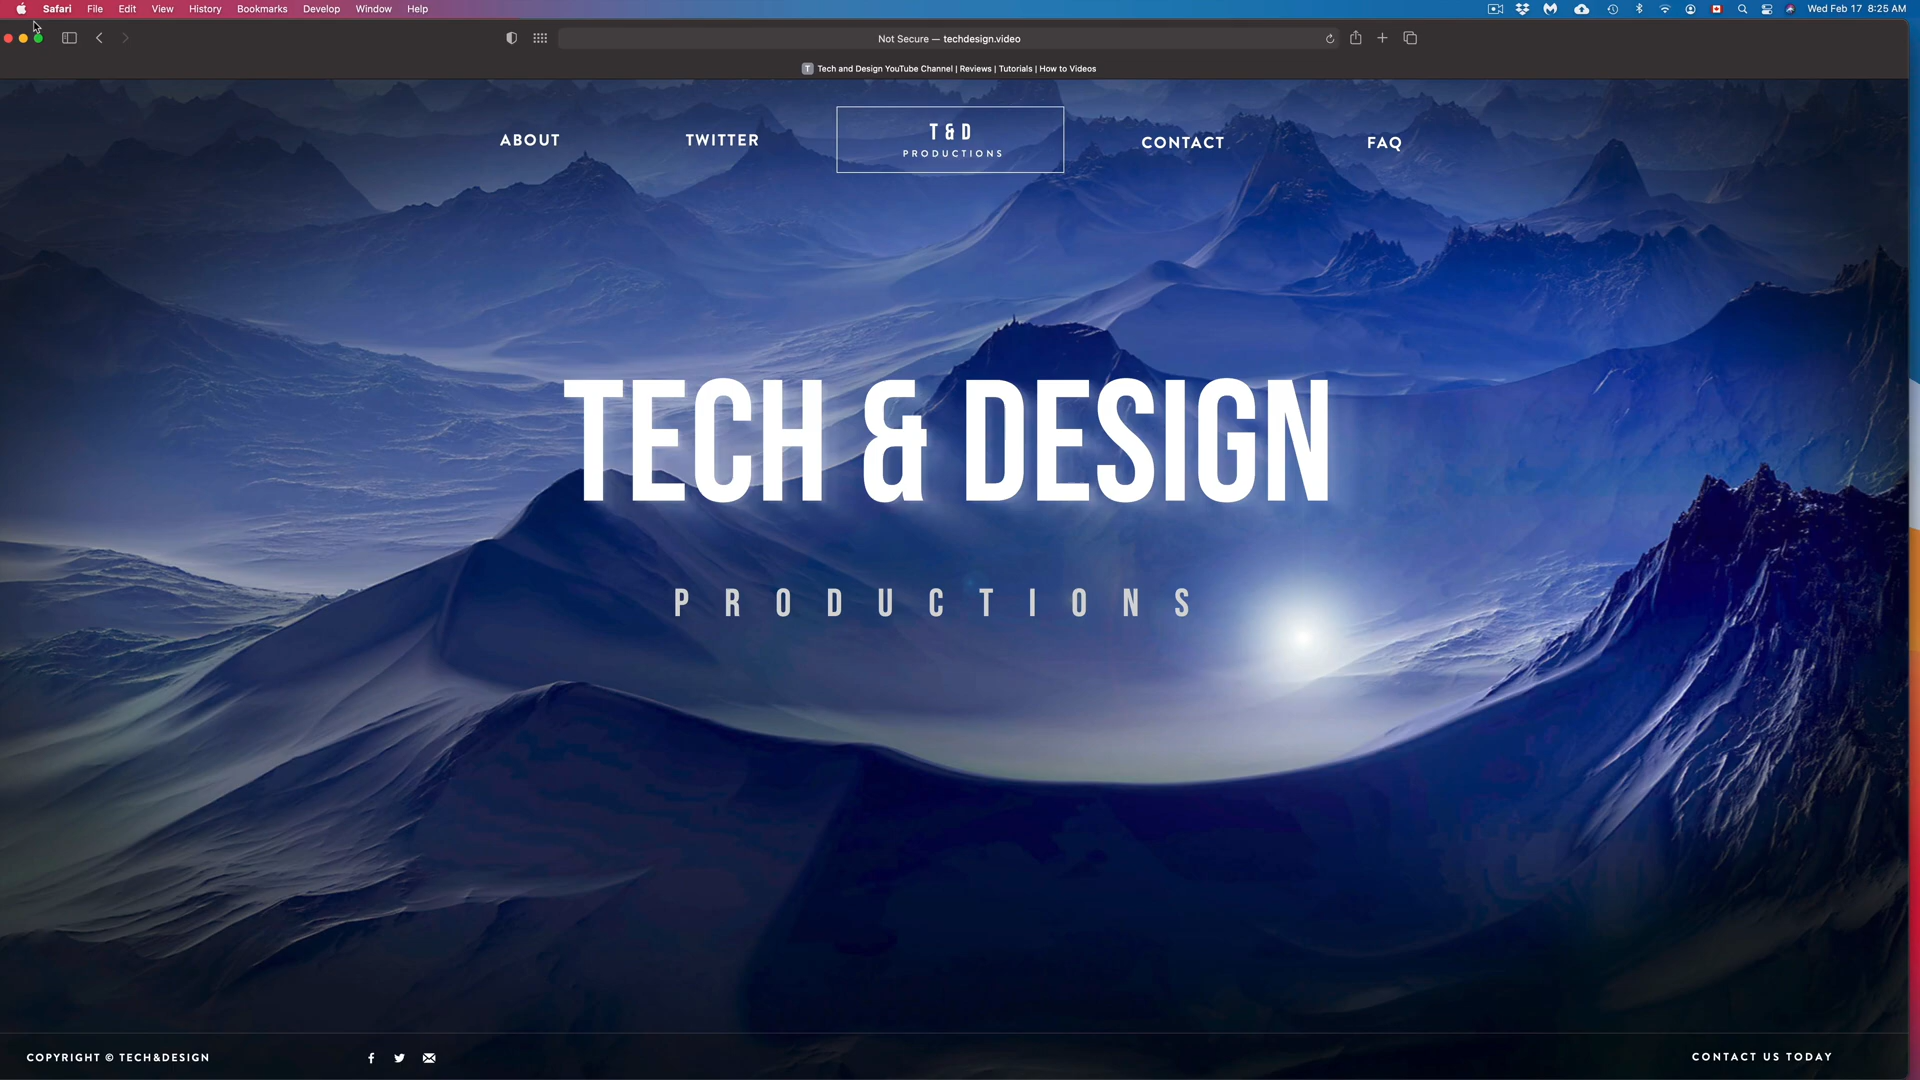 Safari File Edit View History Bookmarks Develop Window Help Wed Feb 17 8:25 AM
Not Secure — techdesign.video
T Tech and Design YouTube Channel | Reviews | Tutorials | How to Videos
ABOUT TWITTER T&D CONTACT FAQ
PRODUCTIONS
TECH & DESIGN
PRODUCTIONS
COPYRIGHT © TECH&DESIGN CONTACT US TODAY